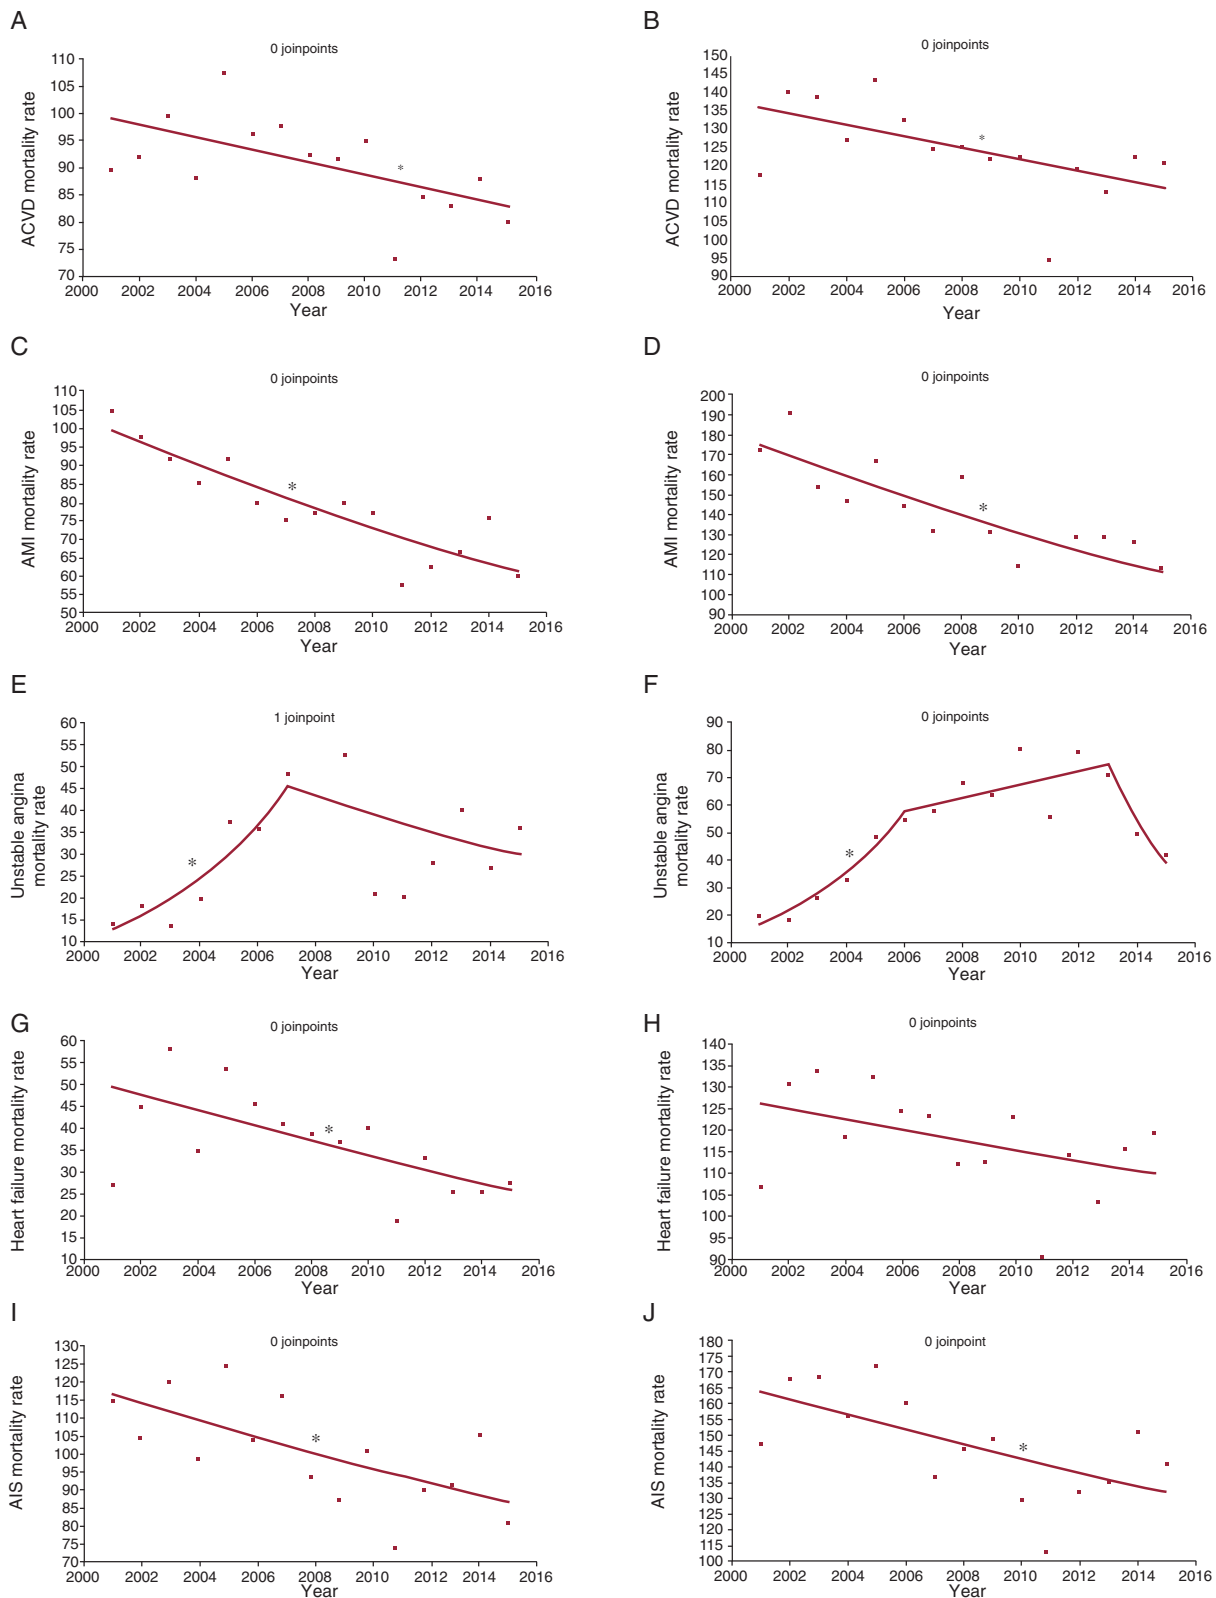 A
0 joinpoints
ACVD mortality rate
110
105
100
95
90
85
80
75
70
2000 2002 2004 2006 2008 2010 2012 2014 2016
Year
*
B
0 joinpoints
ACVD mortality rate
150
145
140
135
130
125
120
115
110
105
100
95
90
2000 2002 2004 2006 2008 2010 2012 2014 2016
Year
*
C
0 joinpoints
AMI mortality rate
110
105
100
95
90
85
80
75
70
65
60
55
50
2000 2002 2004 2006 2008 2010 2012 2014 2016
Year
*
D
0 joinpoints
AMI mortality rate
200
190
180
170
160
150
140
130
120
110
100
90
2000 2002 2004 2006 2008 2010 2012 2014 2016
Year
*
E
1 joinpoint
Unstable angina
mortality rate
60
55
50
45
40
35
30
25
20
15
10
2000 2002 2004 2006 2008 2010 2012 2014 2016
Year
*
F
0 joinpoints
Unstable angina
mortality rate
90
80
70
60
50
40
30
20
10
2000 2002 2004 2006 2008 2010 2012 2014 2016
Year
*
G
0 joinpoints
Heart failure mortality rate
60
55
50
45
40
35
30
25
20
15
10
2000 2002 2004 2006 2008 2010 2012 2014 2016
Year
*
H
0 joinpoints
Heart failure mortality rate
140
135
130
125
120
115
110
105
100
95
90
2000 2002 2004 2006 2008 2010 2012 2014 2016
Year
I
0 joinpoints
AIS mortality rate
130
125
120
115
110
105
100
95
90
85
80
75
70
2000 2002 2004 2006 2008 2010 2012 2014 2016
Year
*
J
0 joinpoint
AIS mortality rate
180
175
170
165
160
155
150
145
140
135
130
125
120
115
100
2000 2002 2004 2006 2008 2010 2012 2014 2016
Year
*